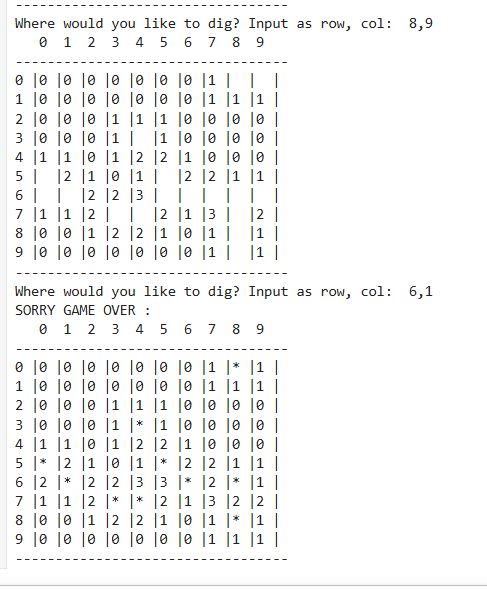 --------------------------------
Where would you like to dig? Input as row, col:  8,9
   0  1  2  3  4  5  6  7  8  9
--------------------------------
0 |0 |0 |0 |0 |0 |0 |0 |1 |  |  |
1 |0 |0 |0 |0 |0 |0 |0 |1 |1 |1 |
2 |0 |0 |0 |1 |1 |1 |0 |0 |0 |0 |
3 |0 |0 |0 |1 |  |1 |0 |0 |0 |0 |
4 |1 |1 |0 |1 |2 |2 |1 |0 |0 |0 |
5 |  |2 |1 |0 |1 |  |2 |2 |1 |1 |
6 |  |  |2 |2 |3 |  |  |  |  |  |
7 |1 |1 |2 |  |  |2 |1 |3 |  |2 |
8 |0 |0 |1 |2 |2 |1 |0 |1 |  |1 |
9 |0 |0 |0 |0 |0 |0 |0 |1 |  |1 |
--------------------------------
Where would you like to dig? Input as row, col:  6,1
SORRY GAME OVER :
   0  1  2  3  4  5  6  7  8  9
--------------------------------
0 |0 |0 |0 |0 |0 |0 |0 |1 |* |1 |
1 |0 |0 |0 |0 |0 |0 |0 |1 |1 |1 |
2 |0 |0 |0 |1 |1 |1 |0 |0 |0 |0 |
3 |0 |0 |0 |1 |* |1 |0 |0 |0 |0 |
4 |1 |1 |0 |1 |2 |2 |1 |0 |0 |0 |
5 |* |2 |1 |0 |1 |* |2 |2 |1 |1 |
6 |2 |* |2 |2 |3 |3 |* |2 |* |1 |
7 |1 |1 |2 |* |* |2 |1 |3 |2 |2 |
8 |0 |0 |1 |2 |2 |1 |0 |1 |* |1 |
9 |0 |0 |0 |0 |0 |0 |0 |1 |1 |1 |
--------------------------------